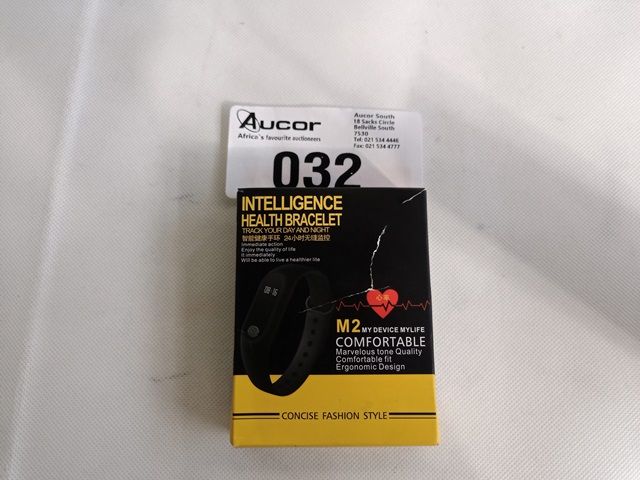 Aucor
Africa's favourite auctioneers
Aucor South
18 Sacks Circle
Bellville South
7530
Tel: 021 534 4446
Fax: 021 534 4777
032
INTELLIGENCE
HEALTH BRACELET
TRACK YOUR DAY AND NIGHT
智能健康手环 24小时无缝监控
Immediate action
Enjoy the quality of life
It immediately
Will be able to live a healthier life
心率
M2 MY DEVICE MYLIFE
COMFORTABLE
Marvelous tone Quality
Comfortable fit
Ergonomic Design
CONCISE FASHION STYLE